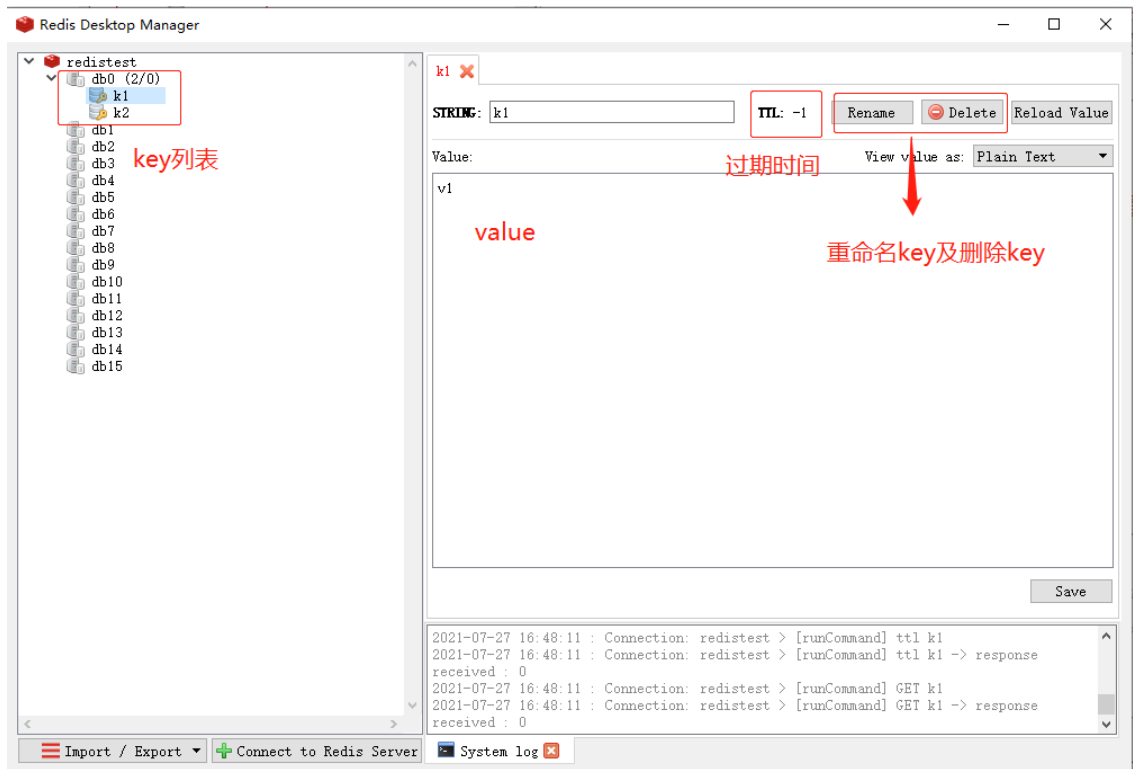 Redis Desktop Manager
redistest
db0 (2/0)
k1
k2
db1
db2
db3
db4
db5
db6
db7
db8
db9
db10
db11
db12
db13
db14
db15
key列表
k1
STRING: k1
TTL: -1
Rename
Delete
Reload Value
Value:
过期时间
View value as: Plain Text
v1
value
重命名key及删除key
Save
2021-07-27 16:48:11 : Connection: redistest > [runCommand] ttl k1
2021-07-27 16:48:11 : Connection: redistest > [runCommand] ttl k1 -> response
received : 0
2021-07-27 16:48:11 : Connection: redistest > [runCommand] GET k1
2021-07-27 16:48:11 : Connection: redistest > [runCommand] GET k1 -> response
received : 0
Import / Export
Connect to Redis Server
System log